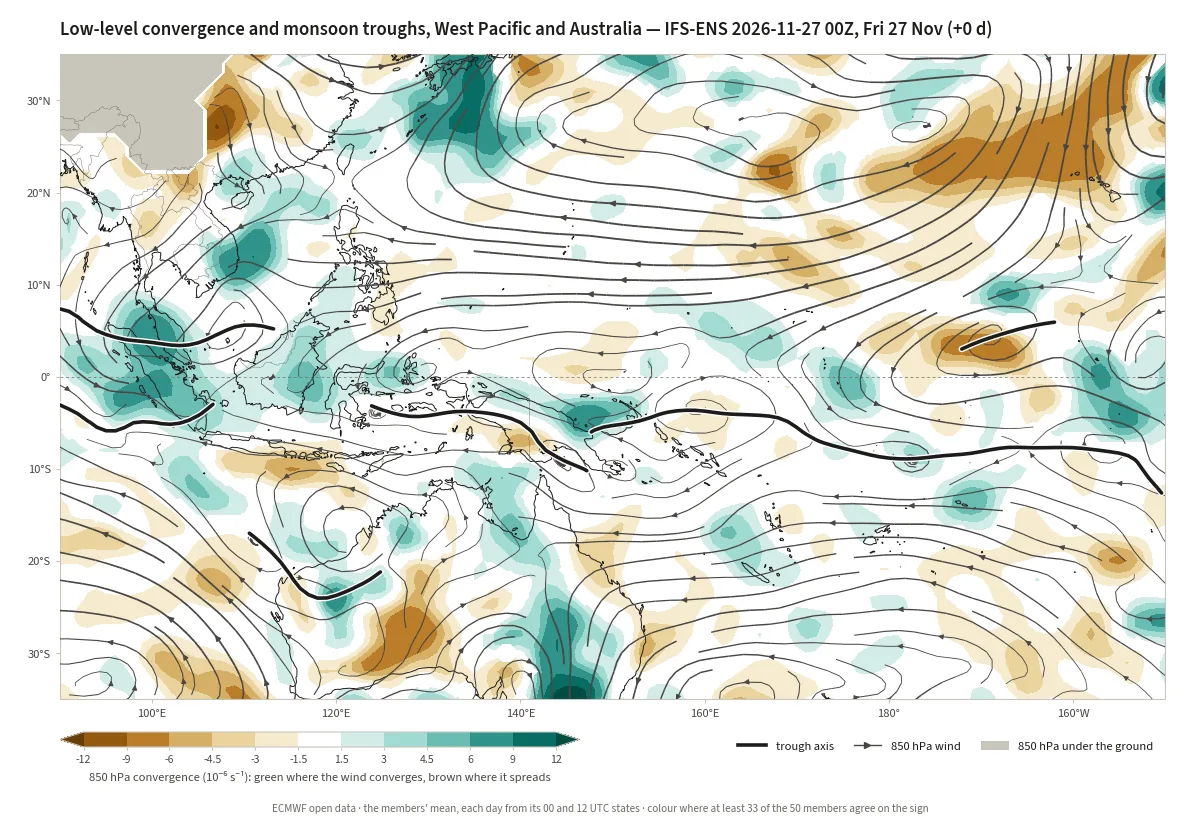 Low-level convergence and monsoon troughs, West Pacific and Australia — IFS-ENS 2026-11-27 00Z, Fri 27 Nov (+0 d)
30°N
20°N
10°N
0°
10°S
20°S
30°S
100°E 120°E 140°E 160°E 180° 160°W
-12 -9 -6 -4.5 -3 -1.5 1.5 3 4.5 6 9 12
850 hPa convergence (10⁻⁶ s⁻¹): green where the wind converges, brown where it spreads
trough axis 850 hPa wind 850 hPa under the ground
ECMWF open data · the members' mean, each day from its 00 and 12 UTC states · colour where at least 33 of the 50 members agree on the sign